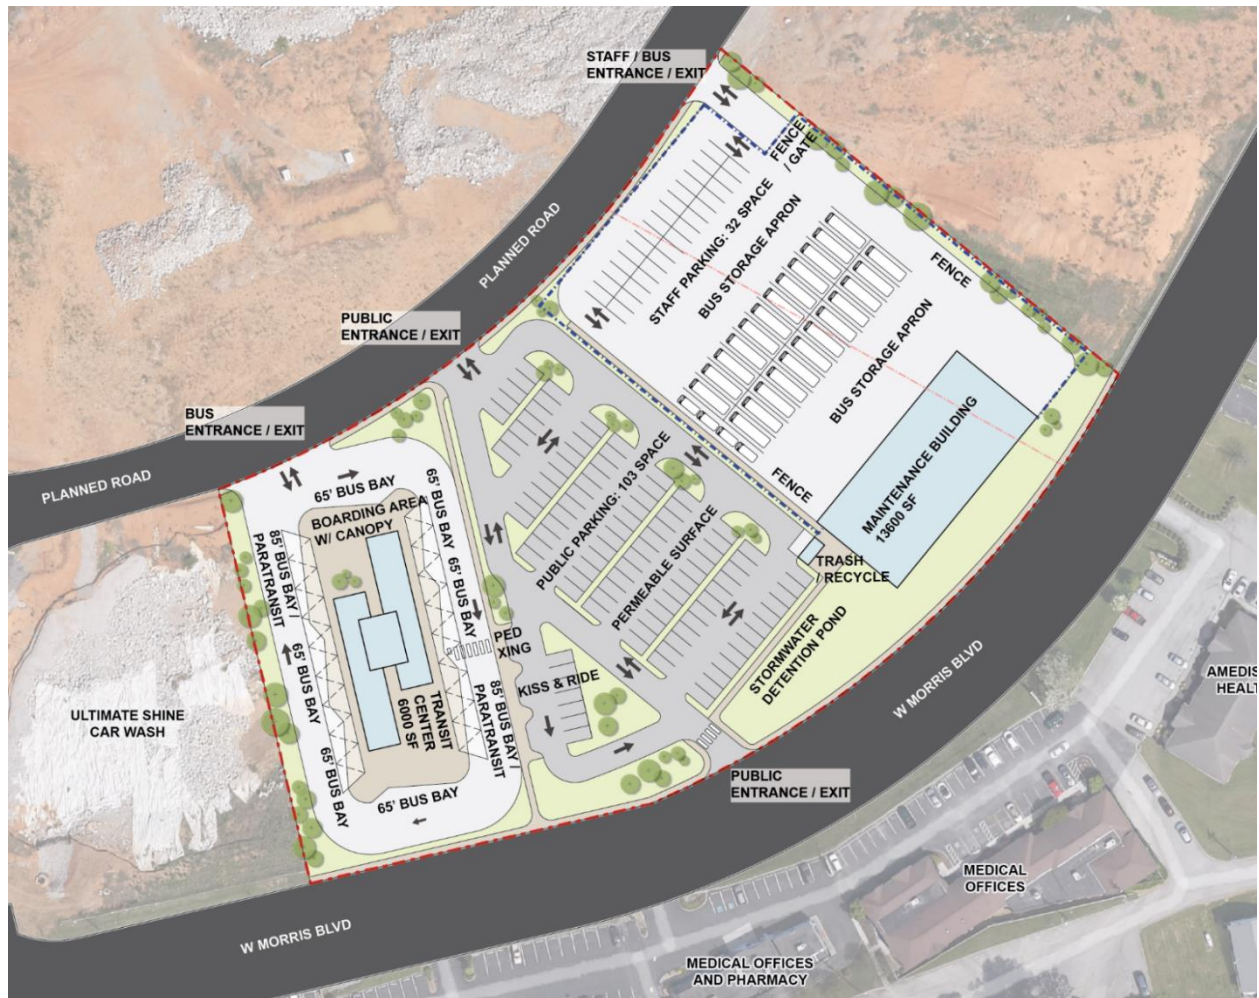 STAFF / BUS
ENTRANCE / EXIT
FENCE
/ GATE
PLANNED ROAD
STAFF PARKING: 32 SPACE
BUS STORAGE APRON
FENCE
PUBLIC
ENTRANCE / EXIT
BUS STORAGE APRON
BUS
ENTRANCE / EXIT
MAINTENANCE BUILDING
13600 SF
PLANNED ROAD
65' BUS BAY
65' BUS BAY
BOARDING AREA
W/ CANOPY
PUBLIC PARKING: 103 SPACE
FENCE
85' BUS BAY /
PARATRANSIT
65' BUS BAY
PERMEABLE SURFACE
TRASH
/ RECYCLE
PED
XING
65' BUS BAY
KISS & RIDE
STORMWATER
DETENTION POND
W MORRIS BLVD
AMEDIS
HEALT
TRANSIT
CENTER
6000 SF
85' BUS BAY /
PARATRANSIT
ULTIMATE SHINE
CAR WASH
65' BUS BAY
65' BUS BAY
PUBLIC
ENTRANCE / EXIT
MEDICAL
OFFICES
W MORRIS BLVD
MEDICAL OFFICES
AND PHARMACY